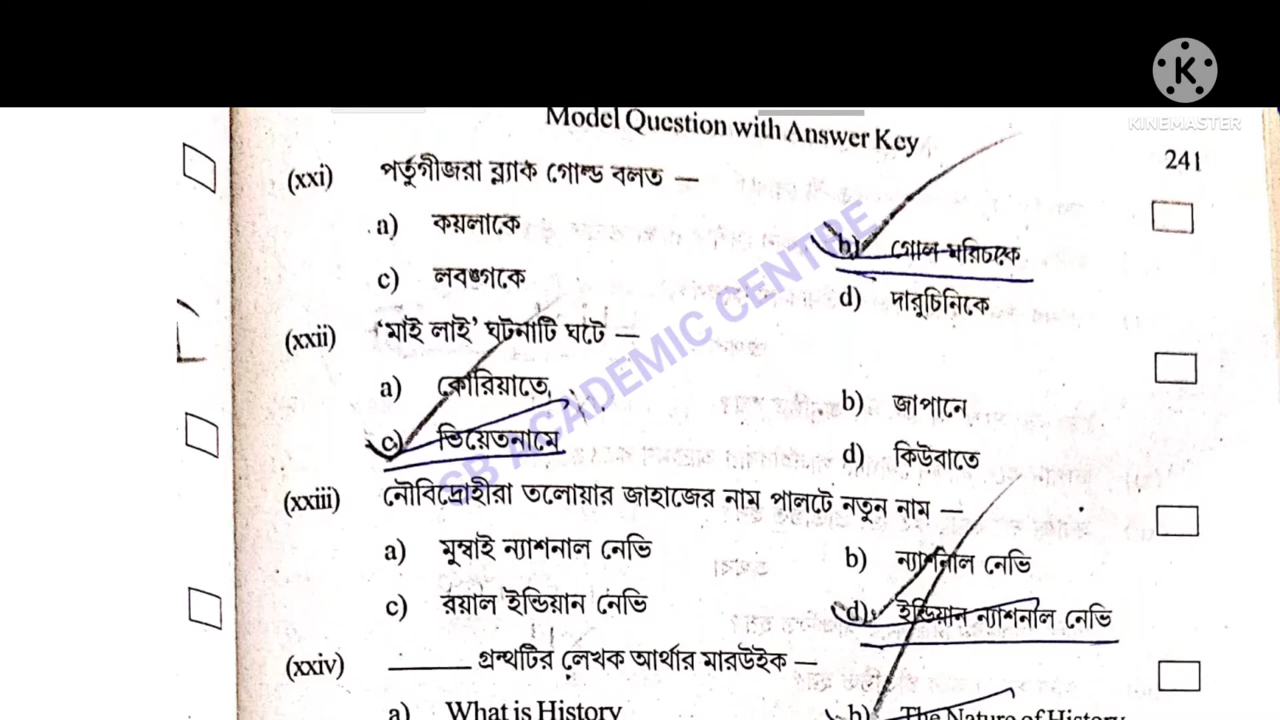 K
KINEMASTER
Model Question with Answer Key
241
(xxi) পর্তুগীজরা ব্ল্যাক গোল্ড বলত —
a) কয়লাকে
b) গোল মরিচকে
c) লবঙ্গকে
d) দারুচিনিকে
(xxii) 'মাই লাই' ঘটনাটি ঘটে —
a) কোরিয়াতে
b) জাপানে
c) ভিয়েতনামে
d) কিউবাতে
(xxiii) নৌবিদ্রোহীরা তলোয়ার জাহাজের নাম পালটে নতুন নাম —
a) মুম্বাই ন্যাশনাল নেভি
b) ন্যাশনাল নেভি
c) রয়াল ইন্ডিয়ান নেভি
d) ইন্ডিয়ান ন্যাশনাল নেভি
(xxiv) ______ গ্রন্থটির লেখক আর্থার মারউইক —
a) What is History
b) The Nature of History
SB ACADEMIC CENTRE